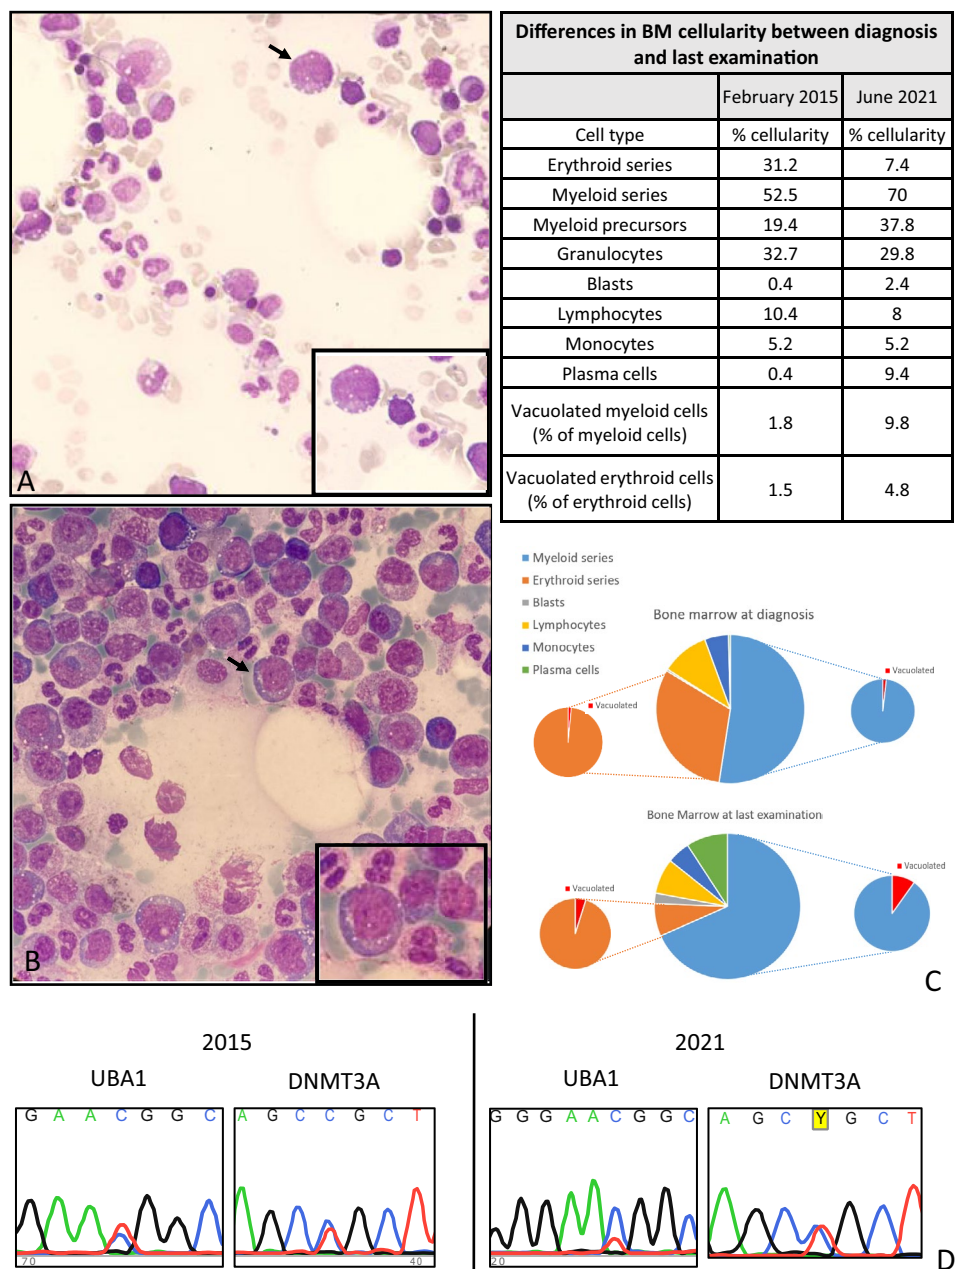 A
B
Differences in BM cellularity between diagnosis
and last examination
February 2015 June 2021
Cell type % cellularity % cellularity
Erythroid series 31.2 7.4
Myeloid series 52.5 70
Myeloid precursors 19.4 37.8
Granulocytes 32.7 29.8
Blasts 0.4 2.4
Lymphocytes 10.4 8
Monocytes 5.2 5.2
Plasma cells 0.4 9.4
Vacuolated myeloid cells
(% of myeloid cells) 1.8 9.8
Vacuolated erythroid cells
(% of erythroid cells) 1.5 4.8
Myeloid series
Erythroid series
Blasts
Lymphocytes
Monocytes
Plasma cells
Bone marrow at diagnosis
Vacuolated
Vacuolated
Bone Marrow at last examination
Vacuolated
Vacuolated
C
2015
UBA1 DNMT3A
G A A C G G C
70
A G C C G C T
40
2021
UBA1 DNMT3A
G G G A A C G G C
20
A G C Y G C T
D